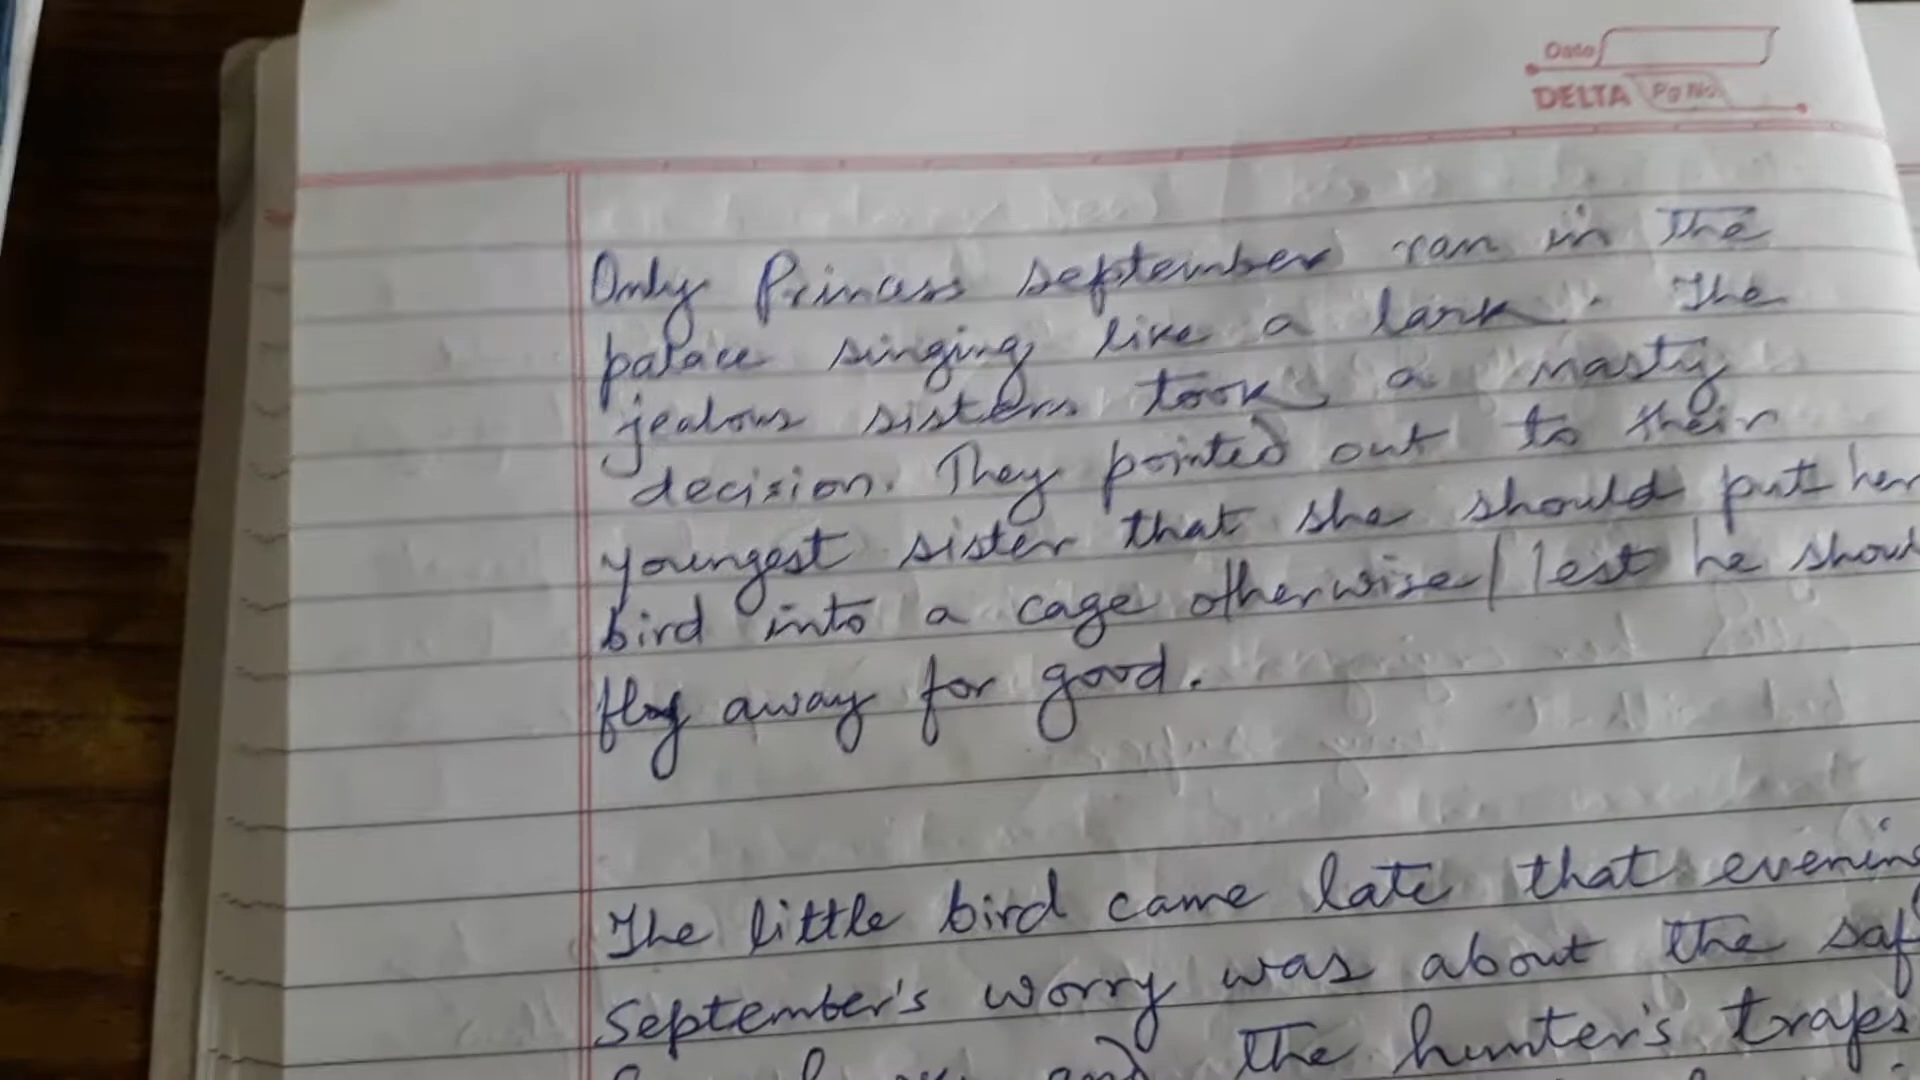 Date
DELTA Pg No.
Only Princess September ran in the
palace singing like a lark. The
jealous sisters took a nasty
decision. They pointed out to their
youngest sister that she should put her
bird into a cage otherwise/lest he shou
fly away for good.
The little bird came late that evening
September's worry was about the saf
and the hunter's traps